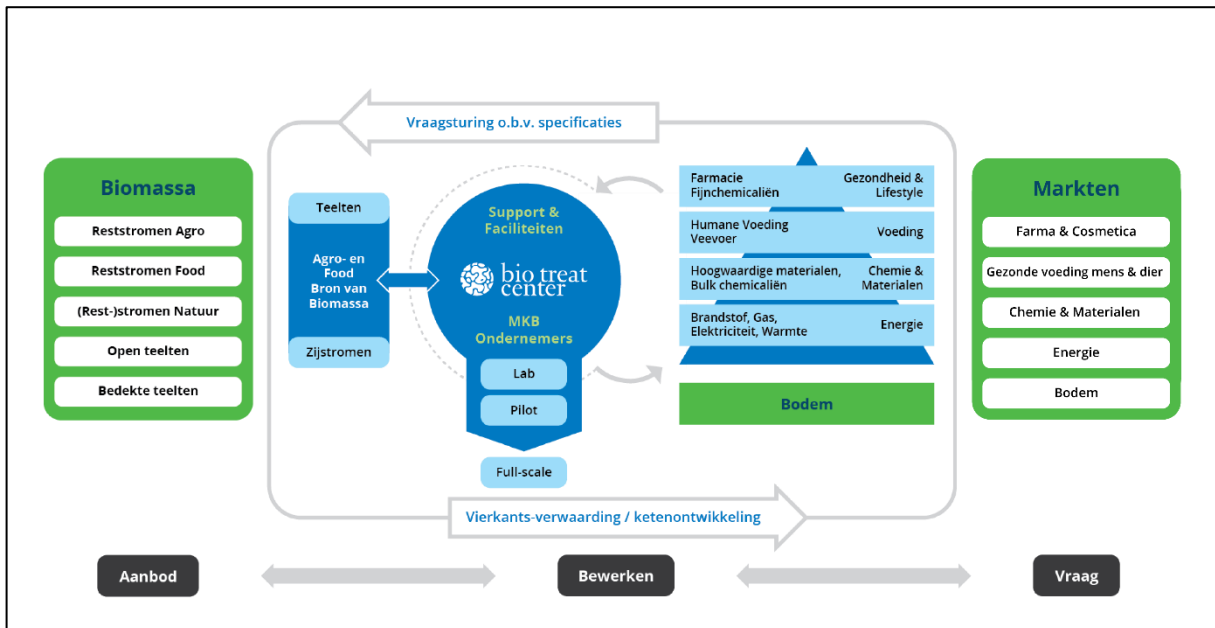 Vraagsturing o.b.v. specificaties
Biomassa
Reststromen Agro
Reststromen Food
(Rest-)stromen Natuur
Open teelten
Bedekte teelten
Teelten
Agro- en
Food
Bron van
Biomassa
Zijstromen
Support &
Faciliteiten
bio treat
center
MKB
Ondernemers
Lab
Pilot
Full-scale
Farmacie
Fijnchemicaliën
Gezondheid &
Lifestyle
Humane Voeding
Veevoer
Voeding
Hoogwaardige materialen,
Bulk chemicaliën
Chemie &
Materialen
Brandstof, Gas,
Elektriciteit, Warmte
Energie
Bodem
Markten
Farma & Cosmetica
Gezonde voeding mens & dier
Chemie & Materialen
Energie
Bodem
Vierkants-verwaarding / ketenontwikkeling
Aanbod
Bewerken
Vraag